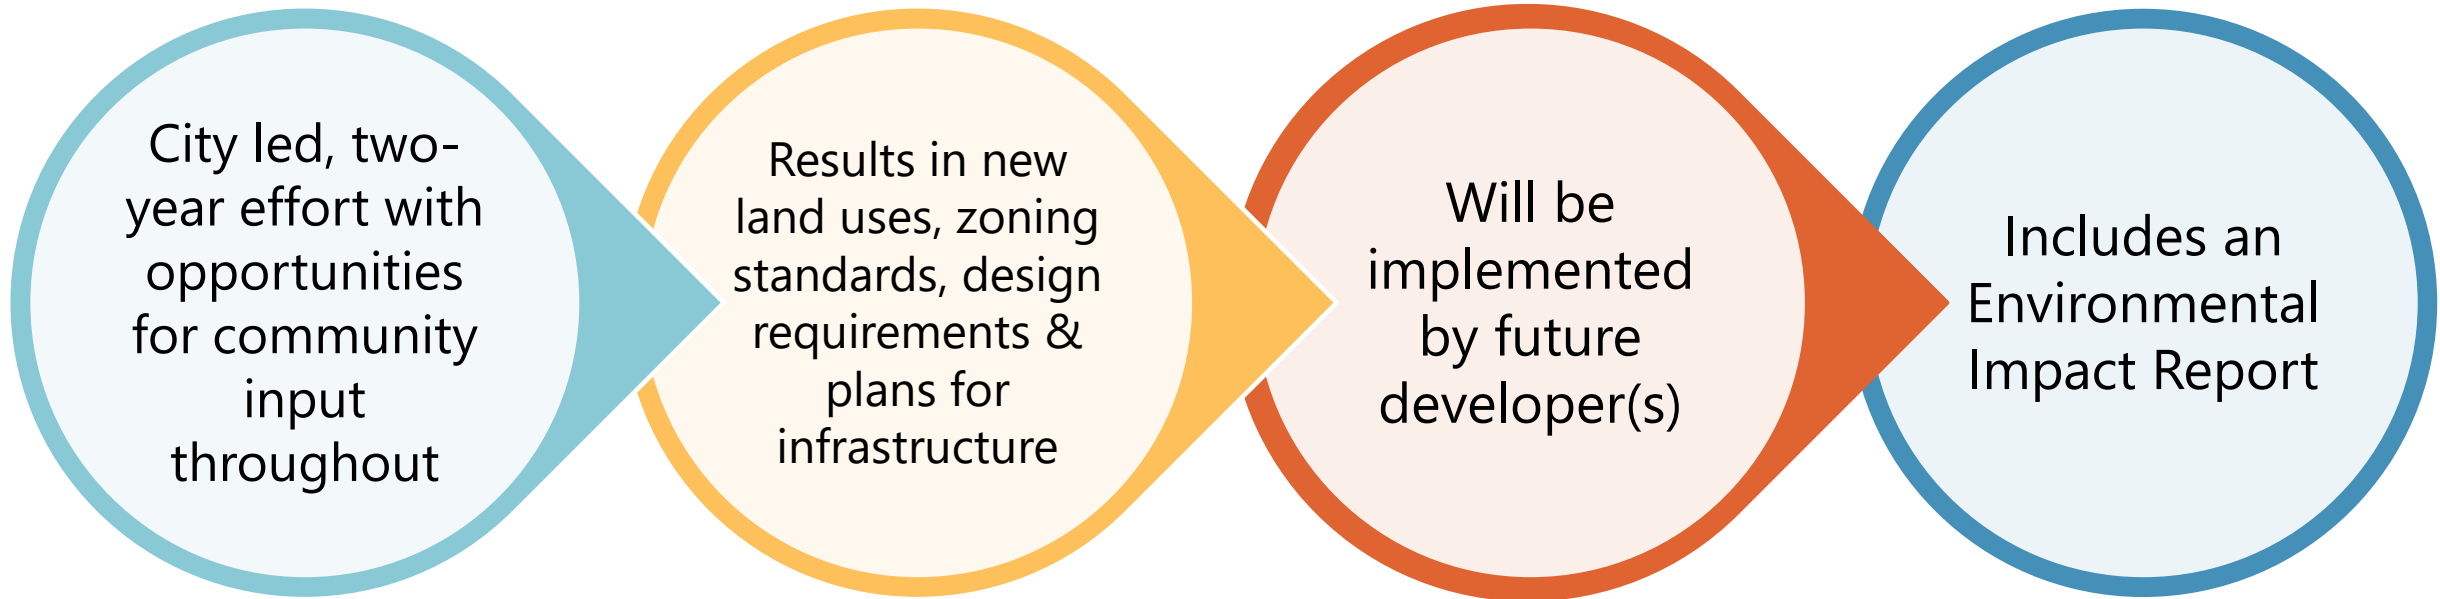 City led, two-
year effort with
opportunities
for community
input
throughout
Results in new
land uses, zoning
standards, design
requirements &
plans for
infrastructure
Will be
implemented
by future
developer(s)
Includes an
Environmental
Impact Report